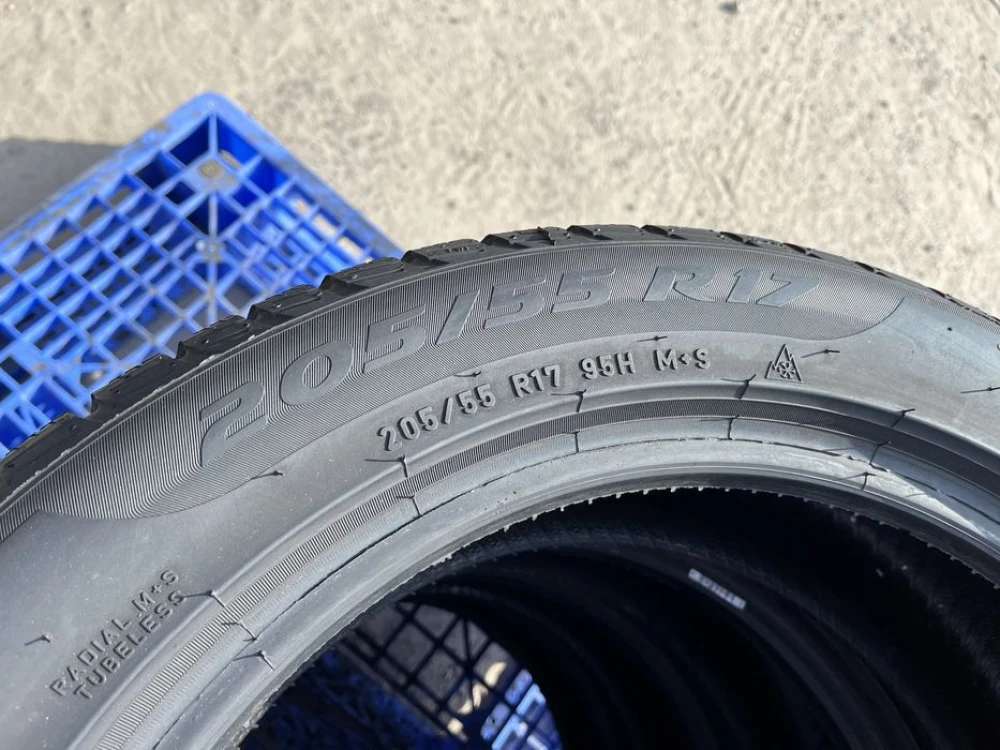 205/55 R17
205/55 R17 95H M+S
RADIAL M+S
TUBELESS